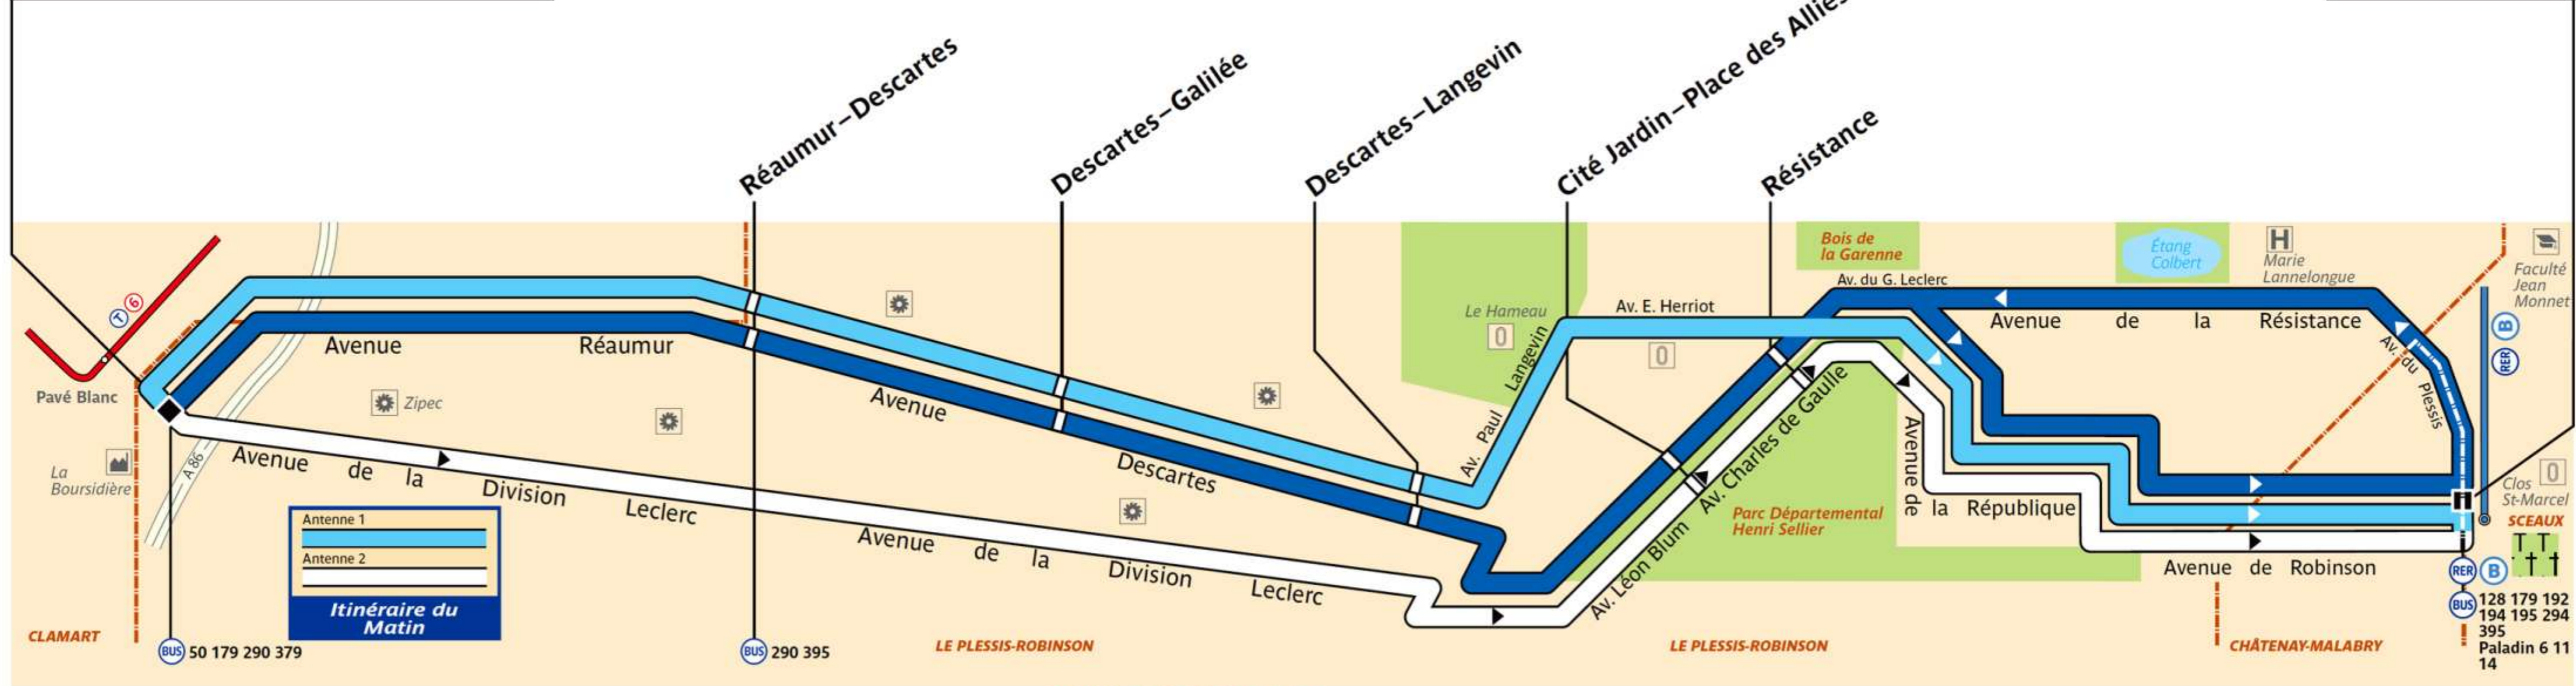 Réaumur–Descartes
Descartes–Galilée
Descartes–Langevin
Cité Jardin–Place des Alliés
Résistance
T 6
Pavé Blanc
La
Boursidière
A 86
Zipec
Avenue Réaumur
Avenue Descartes
Avenue de la Division Leclerc
Avenue de la Division Leclerc
Antenne 1
Antenne 2
Itinéraire du
Matin
CLAMART
BUS 50 179 290 379
BUS 290 395
LE PLESSIS-ROBINSON
Le Hameau
Av. Paul Langevin
Av. E. Herriot
Bois de
la Garenne
Av. du G. Leclerc
Étang
Colbert
H
Marie
Lannelongue
Faculté
Jean
Monnet
B
RER
Avenue de la Résistance
Av. du Plessis
Av. Léon Blum
Av. Charles de Gaulle
Parc Départemental
Henri Sellier
Avenue de la République
Avenue de Robinson
Clos
St-Marcel
SCEAUX
LE PLESSIS-ROBINSON
CHÂTENAY-MALABRY
RER B
BUS 128 179 192
194 195 294
395
Paladin 6 11
14